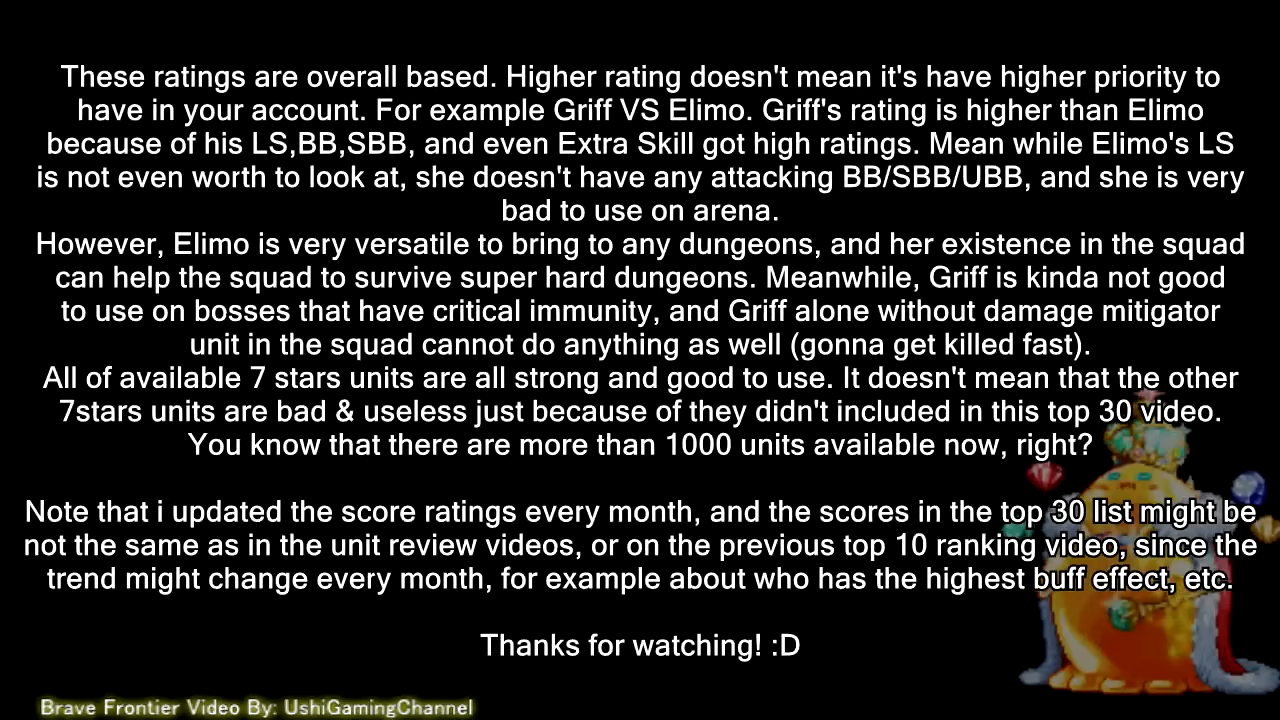 These ratings are overall based. Higher rating doesn't mean it's have higher priority to
have in your account. For example Griff VS Elimo. Griff's rating is higher than Elimo
because of his LS,BB,SBB, and even Extra Skill got high ratings. Mean while Elimo's LS
is not even worth to look at, she doesn't have any attacking BB/SBB/UBB, and she is very
bad to use on arena.
However, Elimo is very versatile to bring to any dungeons, and her existence in the squad
can help the squad to survive super hard dungeons. Meanwhile, Griff is kinda not good
to use on bosses that have critical immunity, and Griff alone without damage mitigator
unit in the squad cannot do anything as well (gonna get killed fast).
All of available 7 stars units are all strong and good to use. It doesn't mean that the other
7stars units are bad & useless just because of they didn't included in this top 30 video.
You know that there are more than 1000 units available now, right?
Note that i updated the score ratings every month, and the scores in the top 30 list might be
not the same as in the unit review videos, or on the previous top 10 ranking video, since the
trend might change every month, for example about who has the highest buff effect, etc.
Thanks for watching! :D
Brave Frontier Video By: UshiGamingChannel